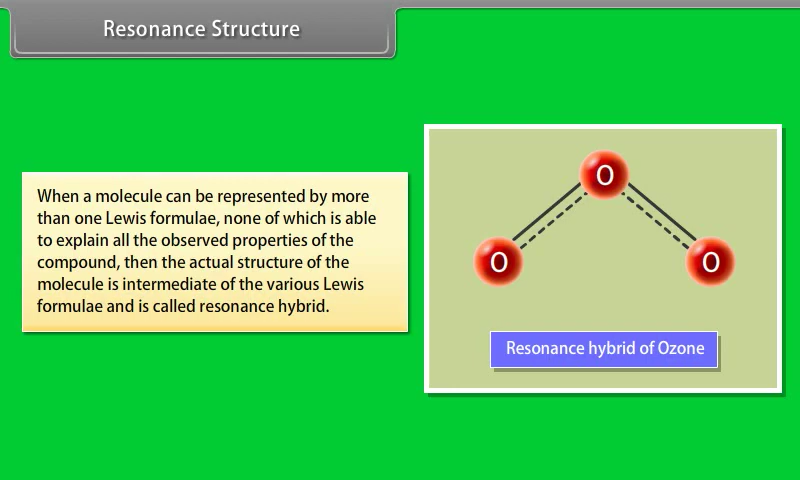 Resonance Structure
When a molecule can be represented by more
than one Lewis formulae, none of which is able
to explain all the observed properties of the
compound, then the actual structure of the
molecule is intermediate of the various Lewis
formulae and is called resonance hybrid.
O
O
O
Resonance hybrid of Ozone